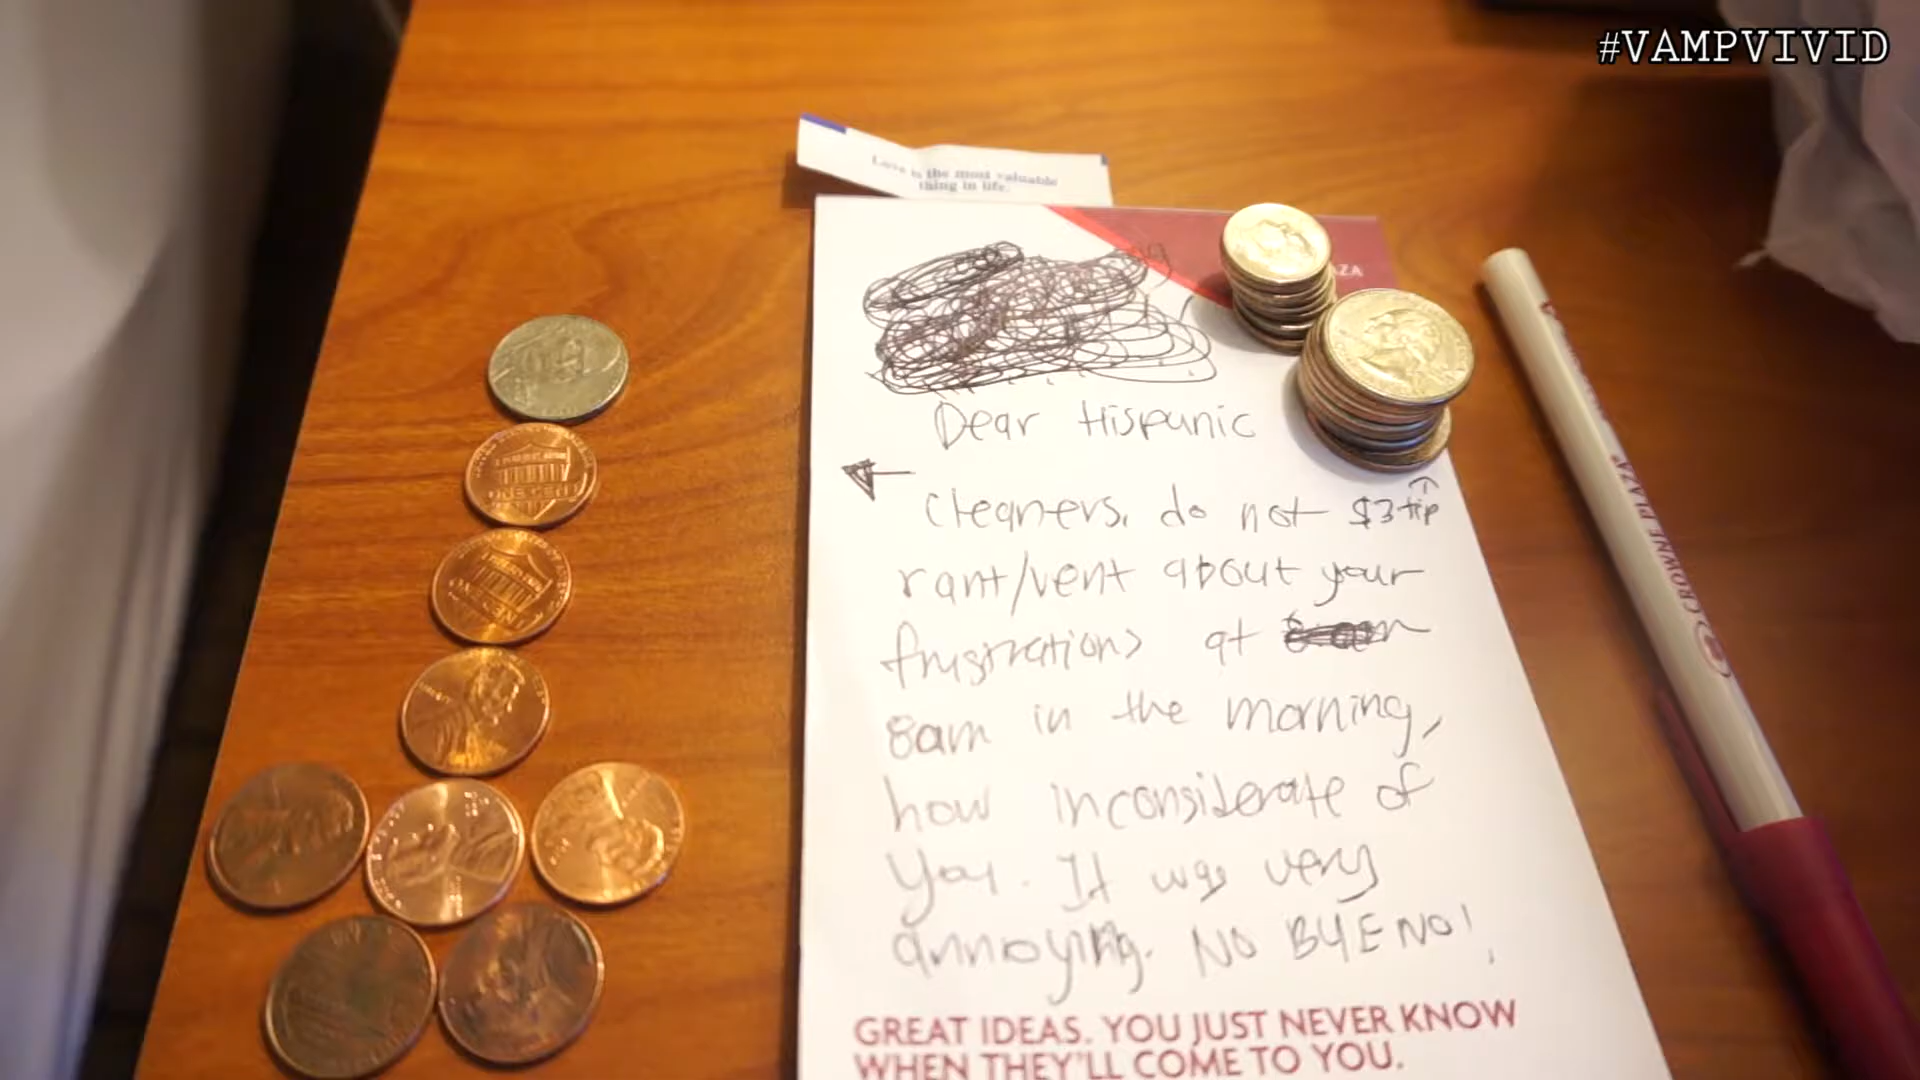 #VAMPVIVID
Love is the most valuable
thing in life.
AZA
Dear Hispanic
Cleaners, do not $3 tip
rant/vent about your
frustrations at
8am in the morning,
how inconsiderate of
you. It was very
annoying. NO BUENO!
GREAT IDEAS. YOU JUST NEVER KNOW
WHEN THEY'LL COME TO YOU.
CROWNE PLAZA
ONE CENT
ONE CENT